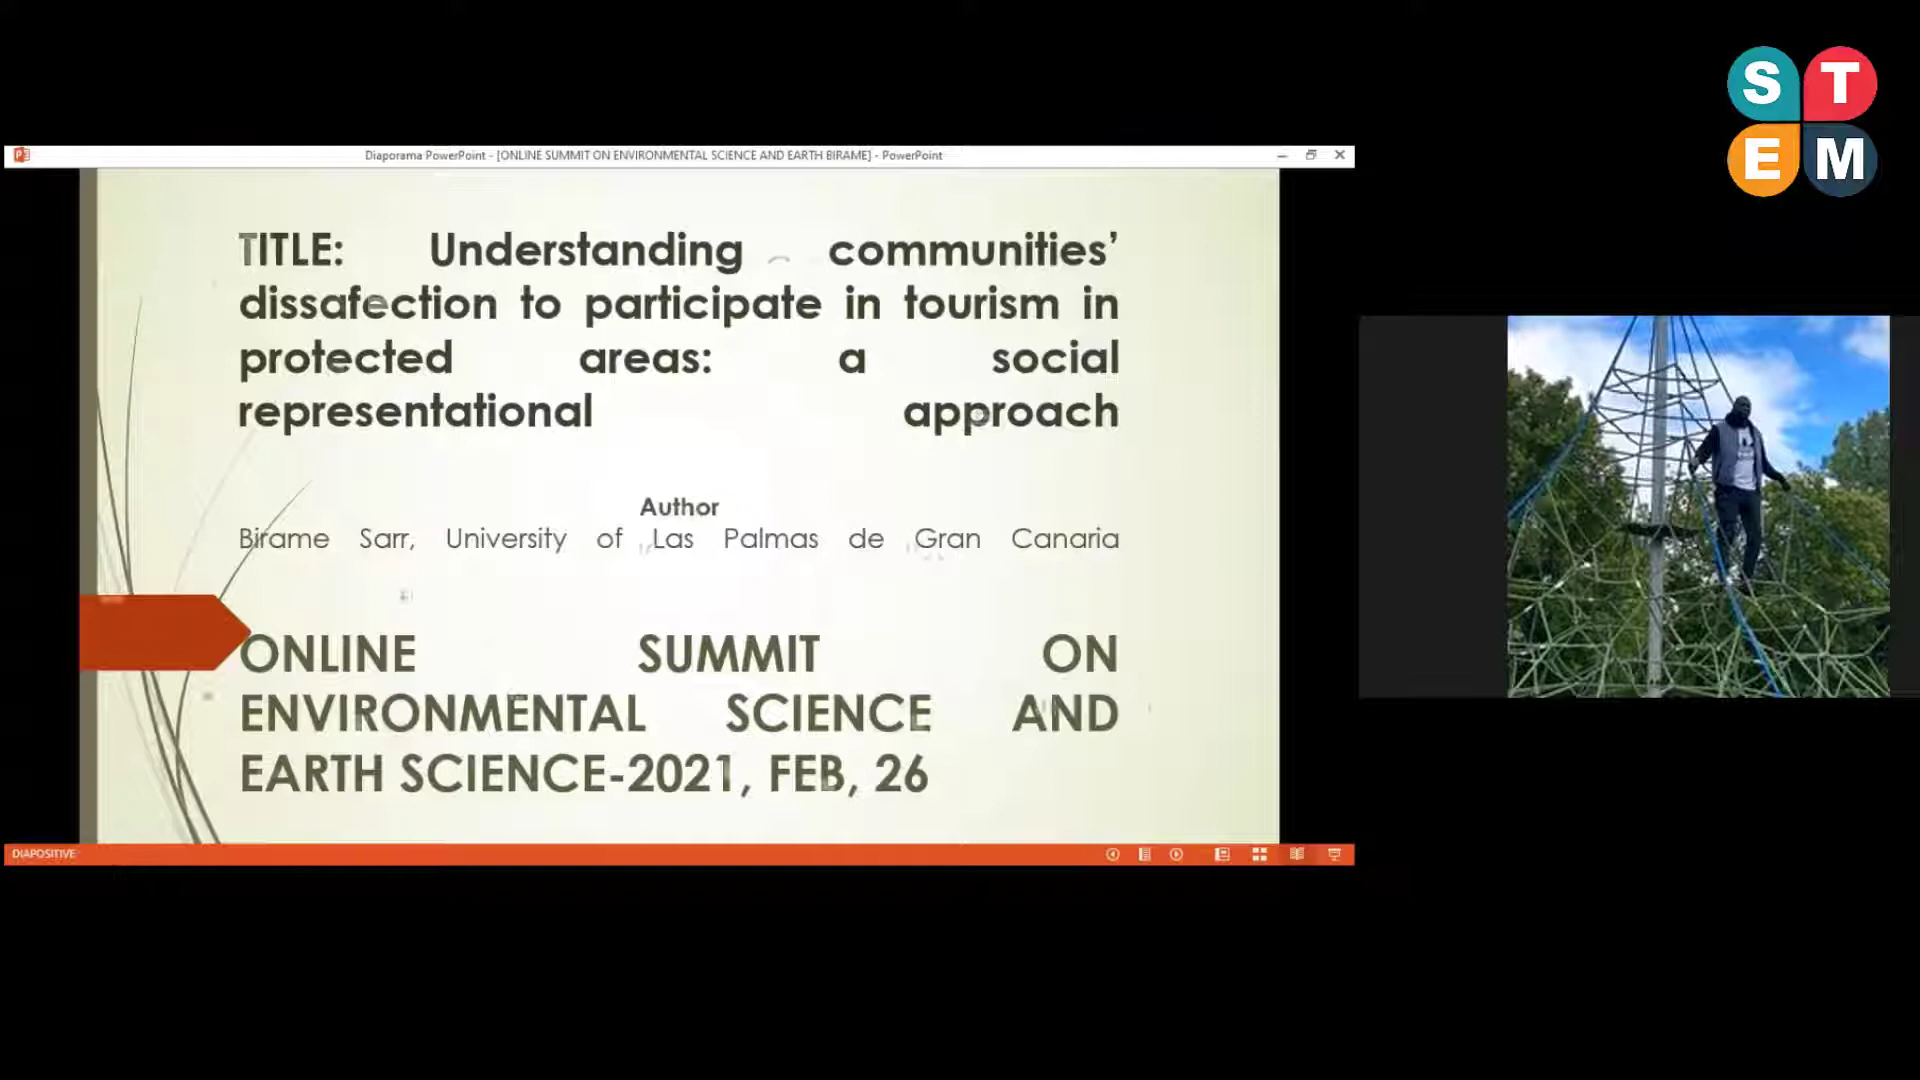 S T
E M
Diaporama PowerPoint - [ONLINE SUMMIT ON ENVIRONMENTAL SCIENCE AND EARTH BIRAME] - PowerPoint
TITLE: Understanding communities’
dissafection to participate in tourism in
protected areas: a social
representational approach
Author
Birame Sarr, University of Las Palmas de Gran Canaria
ONLINE SUMMIT ON
ENVIRONMENTAL SCIENCE AND
EARTH SCIENCE-2021, FEB, 26
DIAPOSITIVE